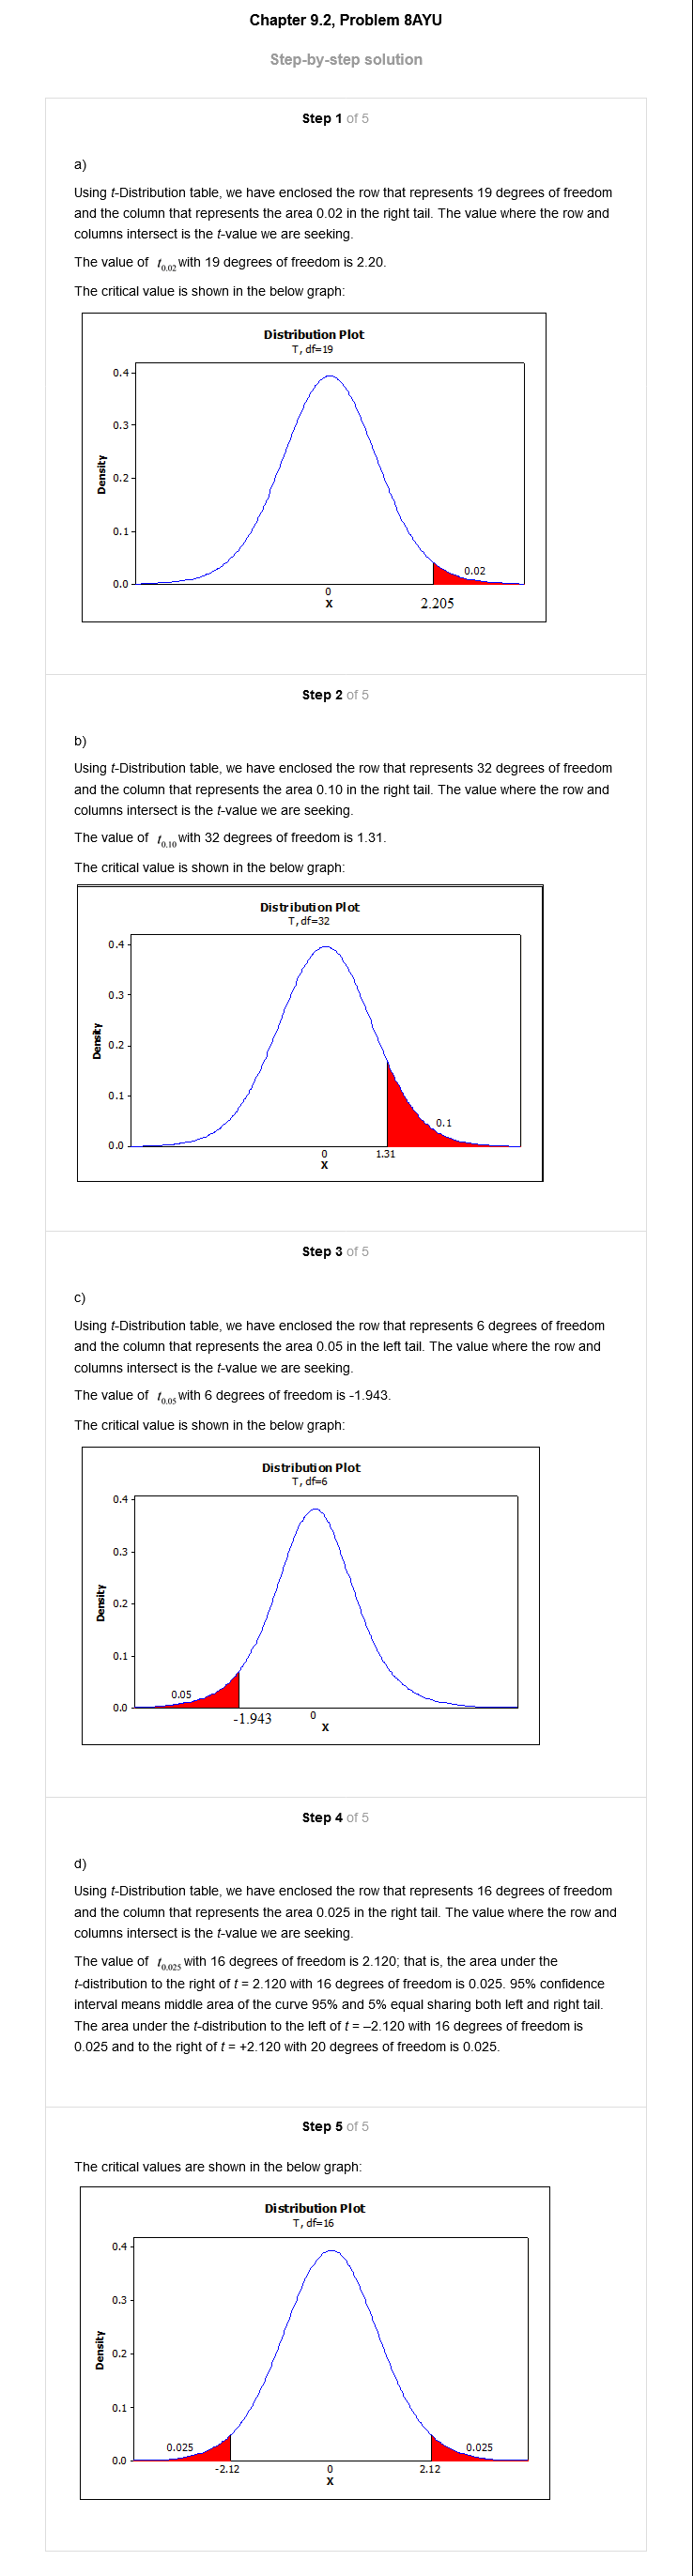 Chapter 9.2, Problem 8AYU
Step-by-step solution
Step 1 of 5
a)
Using t-Distribution table, we have enclosed the row that represents 19 degrees of freedom
and the column that represents the area 0.02 in the right tail. The value where the row and
columns intersect is the t-value we are seeking.
The value of t0.02 with 19 degrees of freedom is 2.20.
The critical value is shown in the below graph:
Distribution Plot
T, df=19
0.4
0.3
0.2
0.1
0.0
Density
0.02
0
X
2.205
Step 2 of 5
b)
Using t-Distribution table, we have enclosed the row that represents 32 degrees of freedom
and the column that represents the area 0.10 in the right tail. The value where the row and
columns intersect is the t-value we are seeking.
The value of t0.10 with 32 degrees of freedom is 1.31.
The critical value is shown in the below graph:
Distribution Plot
T, df=32
0.4
0.3
0.2
0.1
0.0
Density
0.1
0
1.31
X
Step 3 of 5
c)
Using t-Distribution table, we have enclosed the row that represents 6 degrees of freedom
and the column that represents the area 0.05 in the left tail. The value where the row and
columns intersect is the t-value we are seeking.
The value of t0.05 with 6 degrees of freedom is -1.943.
The critical value is shown in the below graph:
Distribution Plot
T, df=6
0.4
0.3
0.2
0.1
0.0
Density
0.05
-1.943
0
X
Step 4 of 5
d)
Using t-Distribution table, we have enclosed the row that represents 16 degrees of freedom
and the column that represents the area 0.025 in the right tail. The value where the row and
columns intersect is the t-value we are seeking.
The value of t0.025 with 16 degrees of freedom is 2.120; that is, the area under the
t-distribution to the right of t = 2.120 with 16 degrees of freedom is 0.025. 95% confidence
interval means middle area of the curve 95% and 5% equal sharing both left and right tail.
The area under the t-distribution to the left of t = –2.120 with 16 degrees of freedom is
0.025 and to the right of t = +2.120 with 20 degrees of freedom is 0.025.
Step 5 of 5
The critical values are shown in the below graph:
Distribution Plot
T, df=16
0.4
0.3
0.2
0.1
0.0
Density
0.025
0.025
-2.12
0
2.12
X